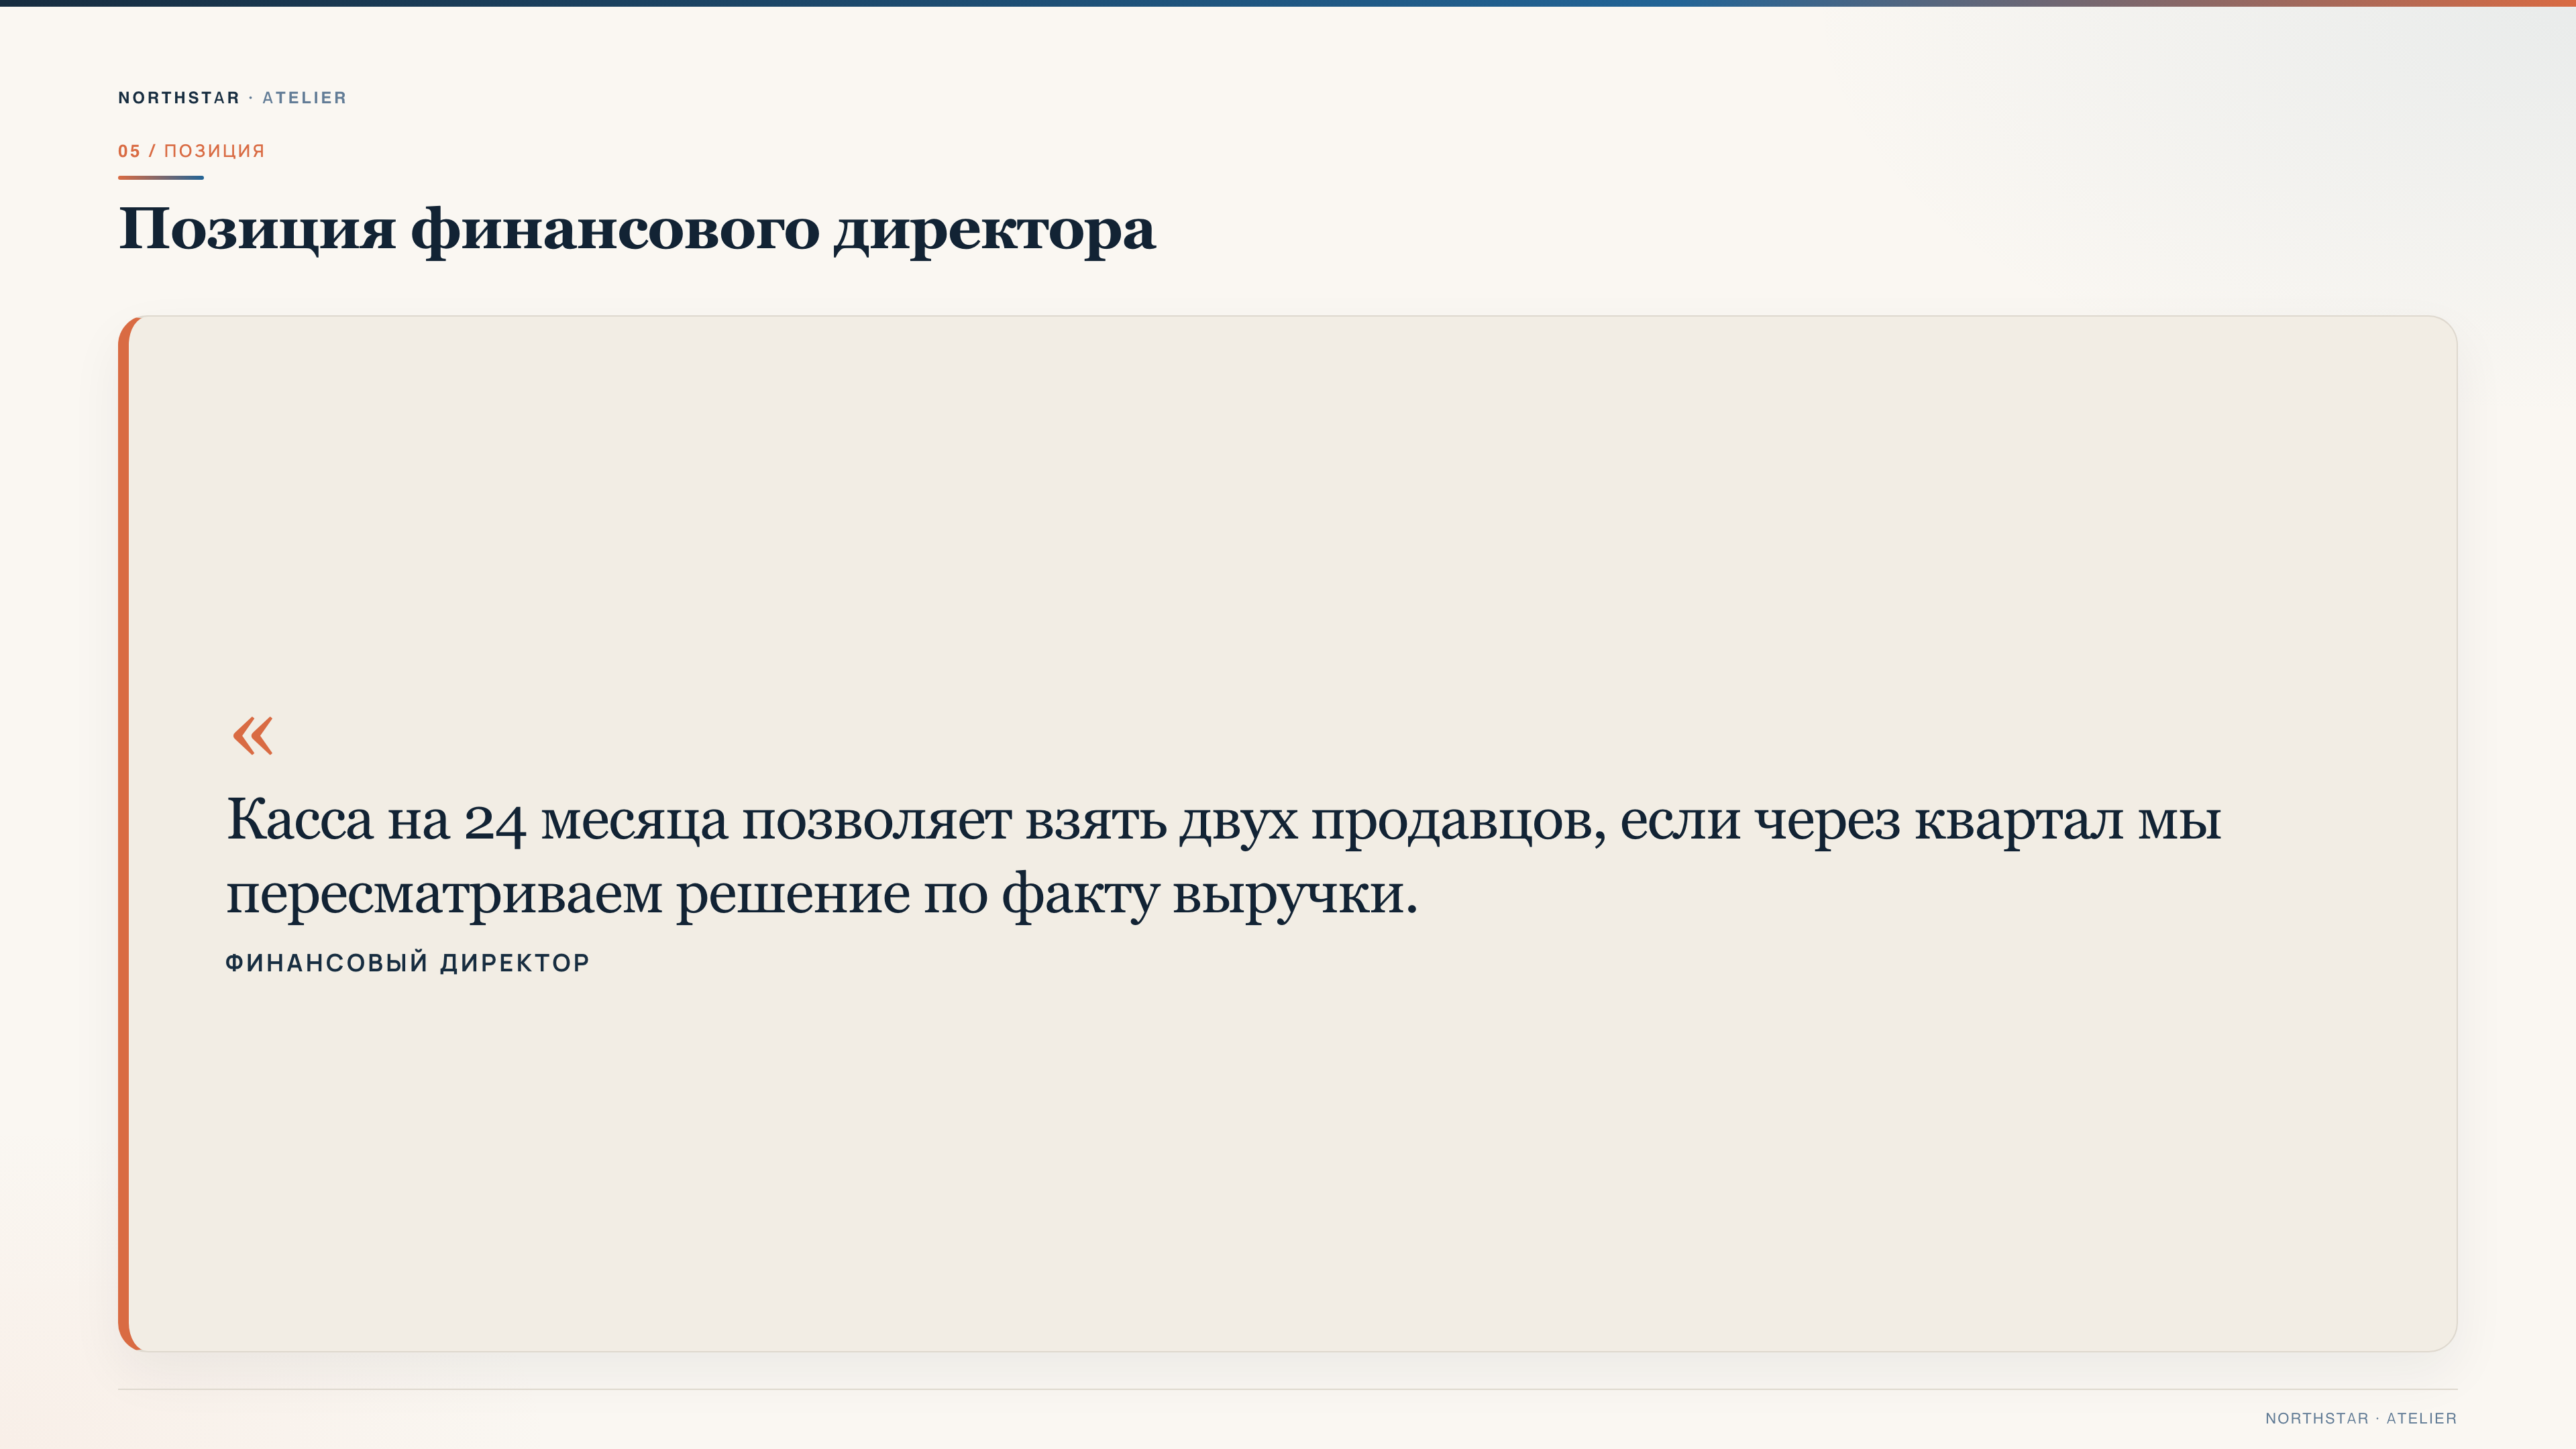 NORTHSTAR · ATELIER
05 / ПОЗИЦИЯ
Позиция финансового директора
«
Касса на 24 месяца позволяет взять двух продавцов, если через квартал мы
пересматриваем решение по факту выручки.
ФИНАНСОВЫЙ ДИРЕКТОР
NORTHSTAR · ATELIER